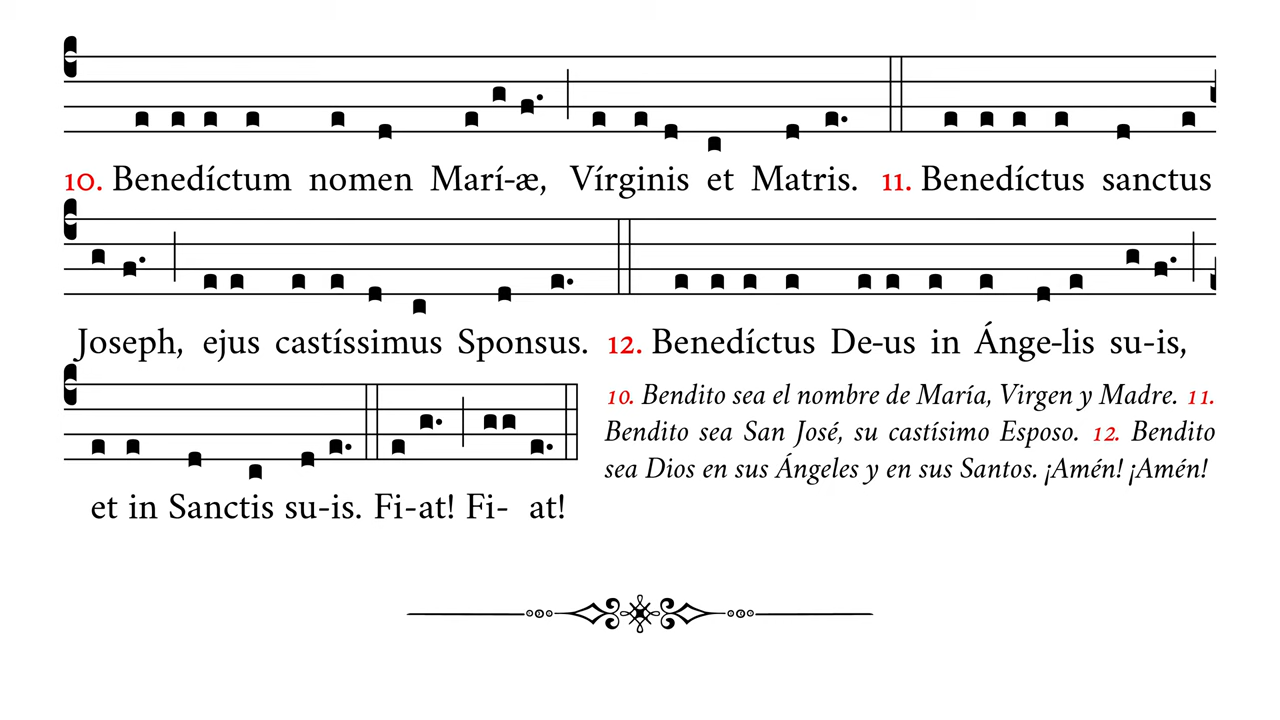 10. Benedíctum nomen Marí-æ, Vírginis et Matris. 11. Benedíctus sanctus
Joseph, ejus castíssimus Sponsus. 12. Benedíctus De-us in Ánge-lis su-is,
et in Sanctis su-is. Fi-at! Fi- at!
10. Bendito sea el nombre de María, Virgen y Madre. 11.
Bendito sea San José, su castísimo Esposo. 12. Bendito
sea Dios en sus Ángeles y en sus Santos. ¡Amén! ¡Amén!